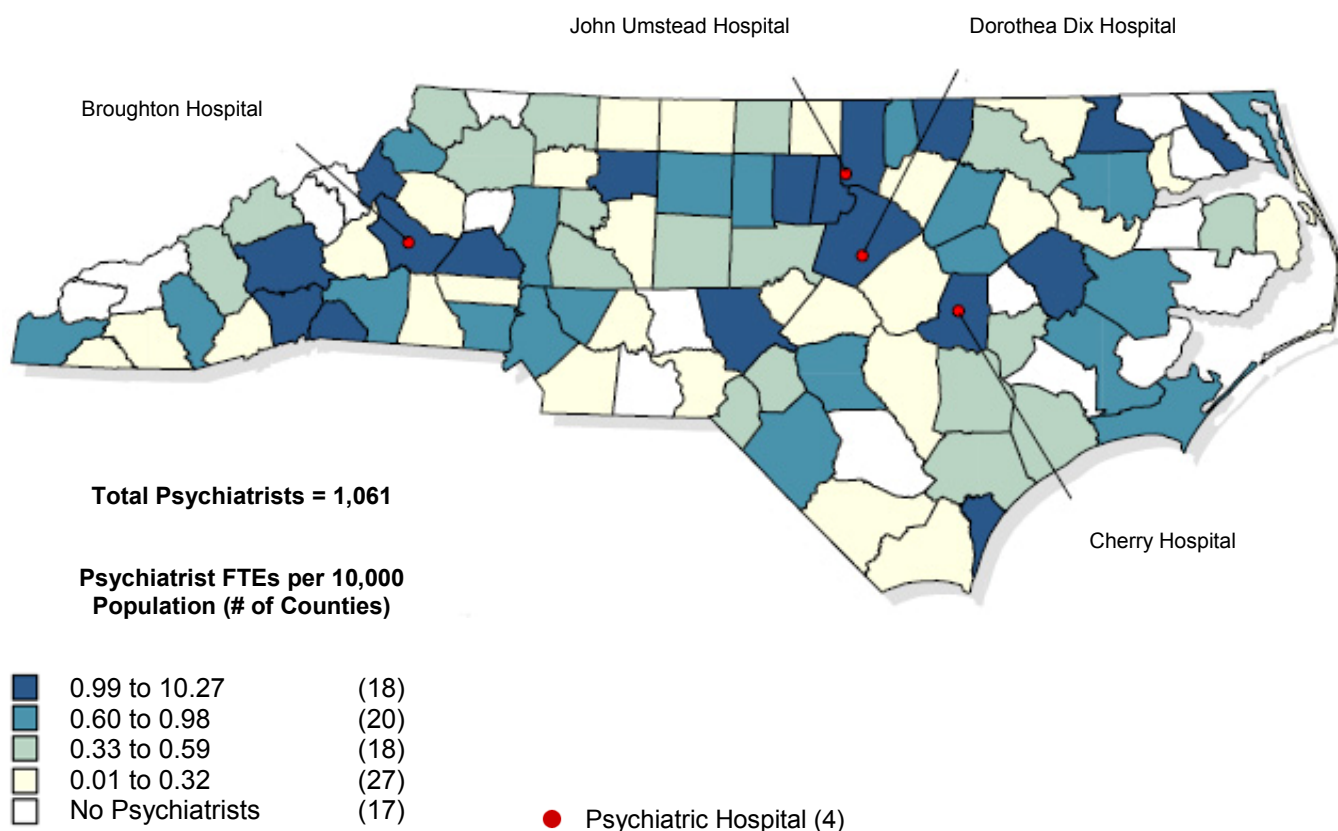 John Umstead Hospital
Dorothea Dix Hospital
Broughton Hospital
Total Psychiatrists = 1,061
Cherry Hospital
Psychiatrist FTEs per 10,000
Population (# of Counties)
0.99 to 10.27 (18)
0.60 to 0.98 (20)
0.33 to 0.59 (18)
0.01 to 0.32 (27)
No Psychiatrists (17)
Psychiatric Hospital (4)